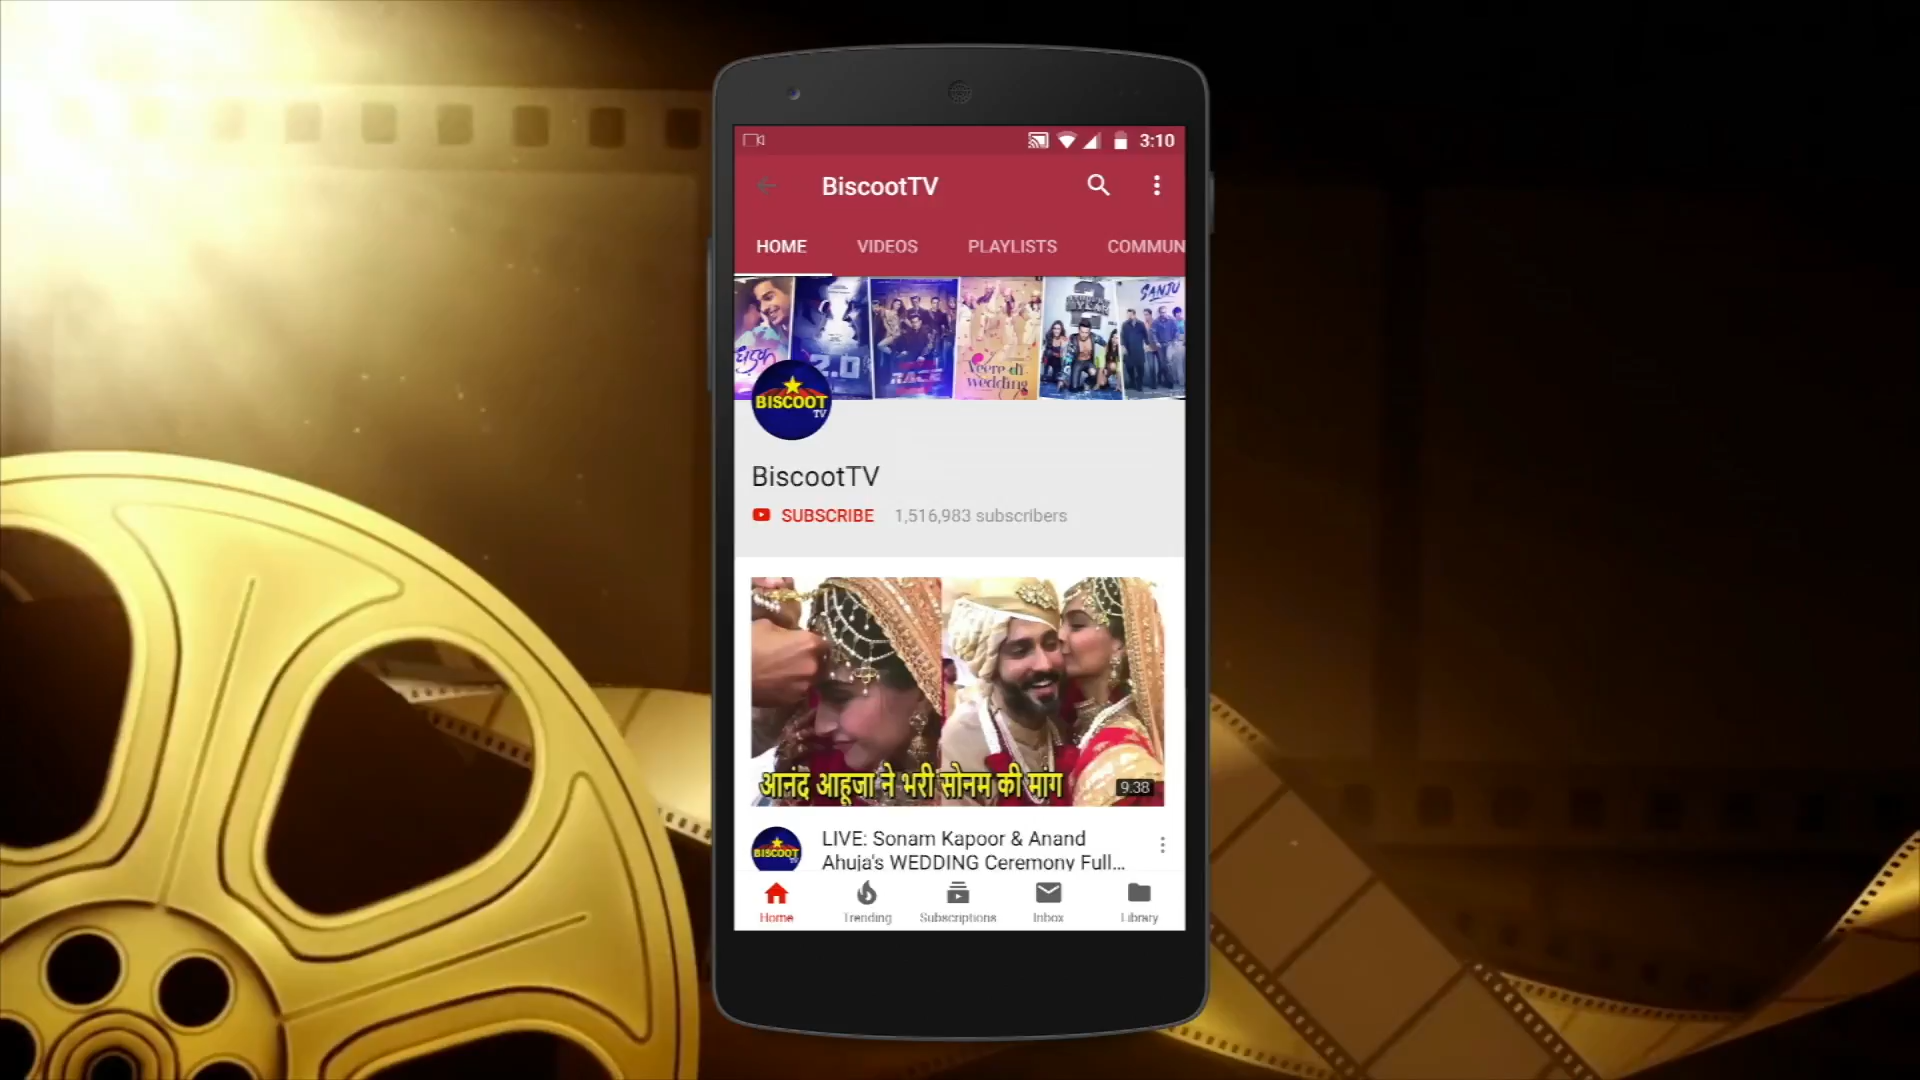 3:10
BiscootTV
HOME VIDEOS PLAYLISTS COMMUN
SANJU
धड़क
2.0
RACE
Veere di
wedding
BISCOOT
TV
BiscootTV
SUBSCRIBE 1,516,983 subscribers
आनंद आहूजा ने भरी सोनम की मांग
9:38
BISCOOT
LIVE: Sonam Kapoor & Anand
Ahuja's WEDDING Ceremony Full...
Home Trending Subscriptions Inbox Library